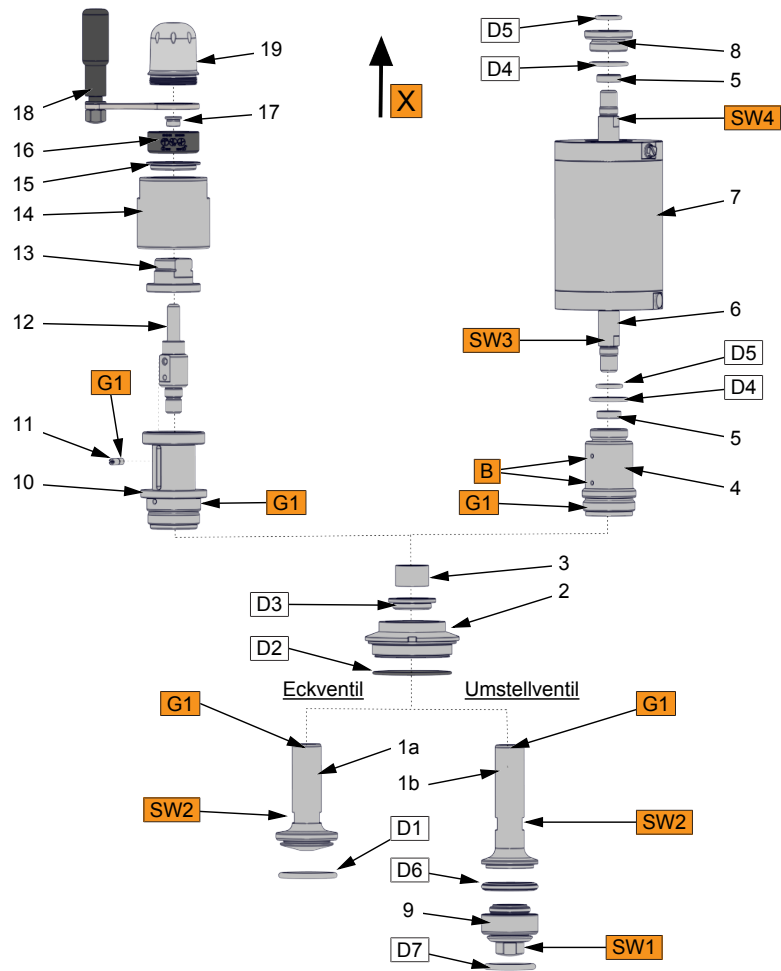 D5
19
8
D4
5
17
18
X
SW4
16
15
14
7
13
6
12
SW3
D5
G1
D4
11
5
B
10
4
G1
G1
3
D3
2
D2
Eckventil
Umstellventil
G1
G1
1a
1b
SW2
SW2
D1
D6
9
SW1
D7